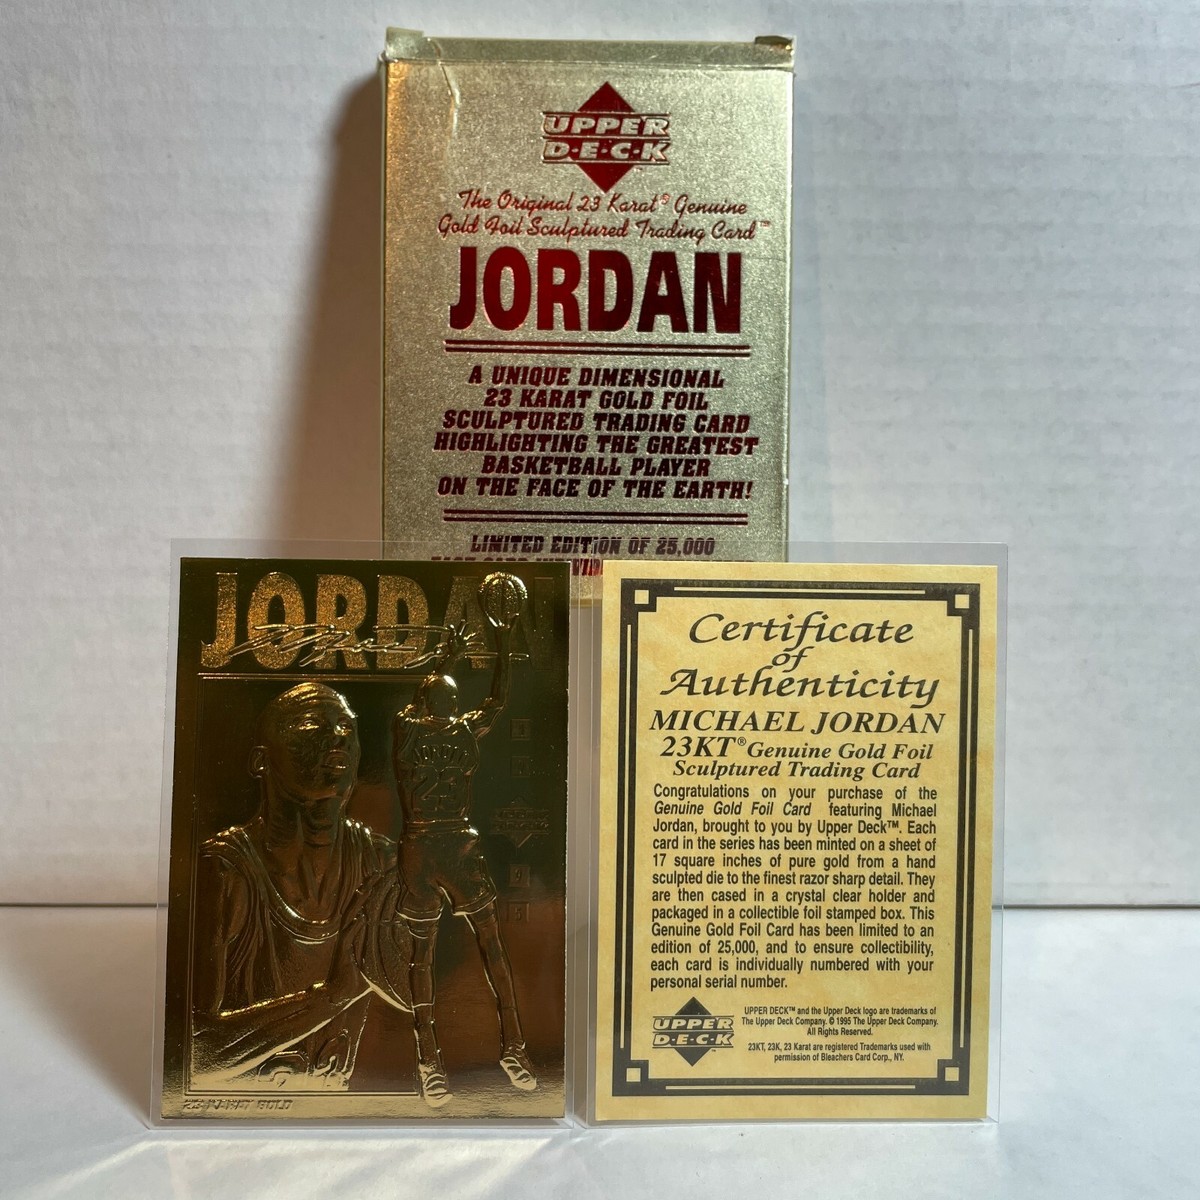 UPPER
D·E·C·K
The Original 23 Karat® Genuine
Gold Foil Sculptured Trading Card™
JORDAN
A UNIQUE DIMENSIONAL
23 KARAT GOLD FOIL
SCULPTURED TRADING CARD
HIGHLIGHTING THE GREATEST
BASKETBALL PLAYER
ON THE FACE OF THE EARTH!
LIMITED EDITION OF 25,000
JORDAN
JORDAN
23
23 KARAT GOLD
Certificate
of
Authenticity
MICHAEL JORDAN
23KT® Genuine Gold Foil
Sculptured Trading Card
Congratulations on your purchase of the
Genuine Gold Foil Card featuring Michael
Jordan, brought to you by Upper Deck™. Each
card in the series has been minted on a sheet of
17 square inches of pure gold from a hand
sculpted die to the finest razor sharp detail. They
are then cased in a crystal clear holder and
packaged in a collectible foil stamped box. This
Genuine Gold Foil Card has been limited to an
edition of 25,000, and to ensure collectibility,
each card is individually numbered with your
personal serial number.
UPPER
D·E·C·K
UPPER DECK™ and the Upper Deck logo are trademarks of
The Upper Deck Company. © 1995 The Upper Deck Company.
All Rights Reserved.
23KT, 23K, 23 Karat are registered Trademarks used with
permission of Bleachers Card Corp., NY.